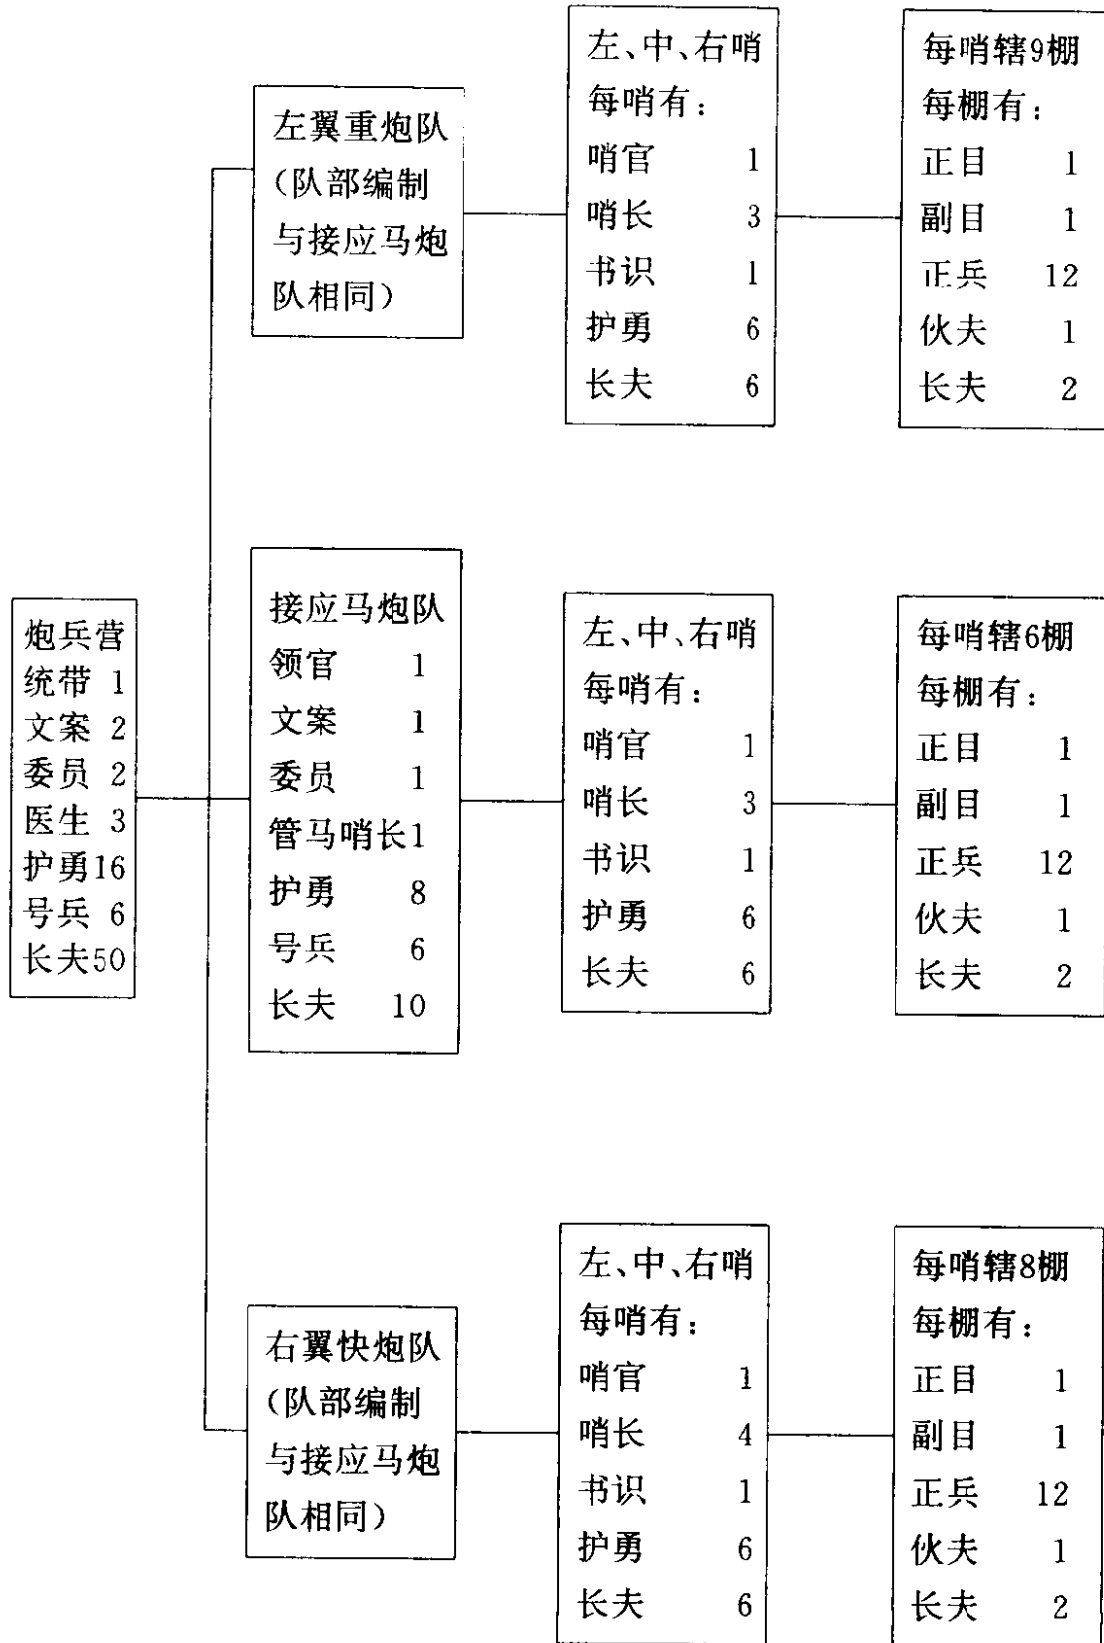 炮兵营
统带 1
文案 2
委员 2
医生 3
护勇16
号兵 6
长夫50
左翼重炮队
(队部编制
与接应马炮
队相同)
左、中、右哨
每哨有:
哨官 1
哨长 3
书识 1
护勇 6
长夫 6
每哨辖9棚
每棚有:
正目 1
副目 1
正兵 12
伙夫 1
长夫 2
接应马炮队
领官 1
文案 1
委员 1
管马哨长1
护勇 8
号兵 6
长夫 10
左、中、右哨
每哨有:
哨官 1
哨长 3
书识 1
护勇 6
长夫 6
每哨辖6棚
每棚有:
正目 1
副目 1
正兵 12
伙夫 1
长夫 2
右翼快炮队
(队部编制
与接应马炮
队相同)
左、中、右哨
每哨有:
哨官 1
哨长 4
书识 1
护勇 6
长夫 6
每哨辖8棚
每棚有:
正目 1
副目 1
正兵 12
伙夫 1
长夫 2